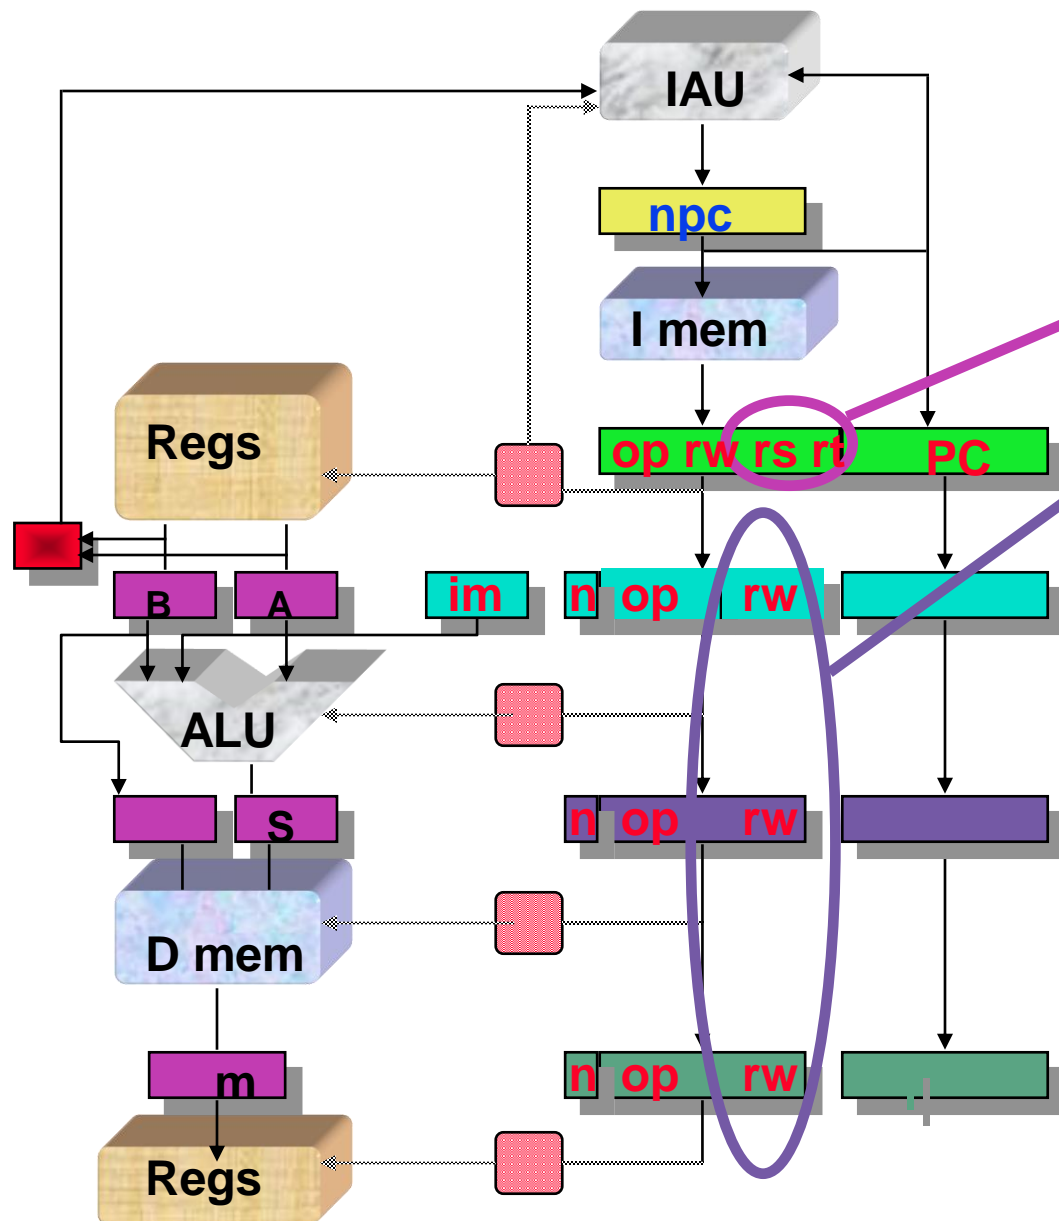 IAU
npc
I mem
Regs
op rw rs rt PC
B A im n op rw
ALU
S n op rw
D mem
m n op rw
Regs